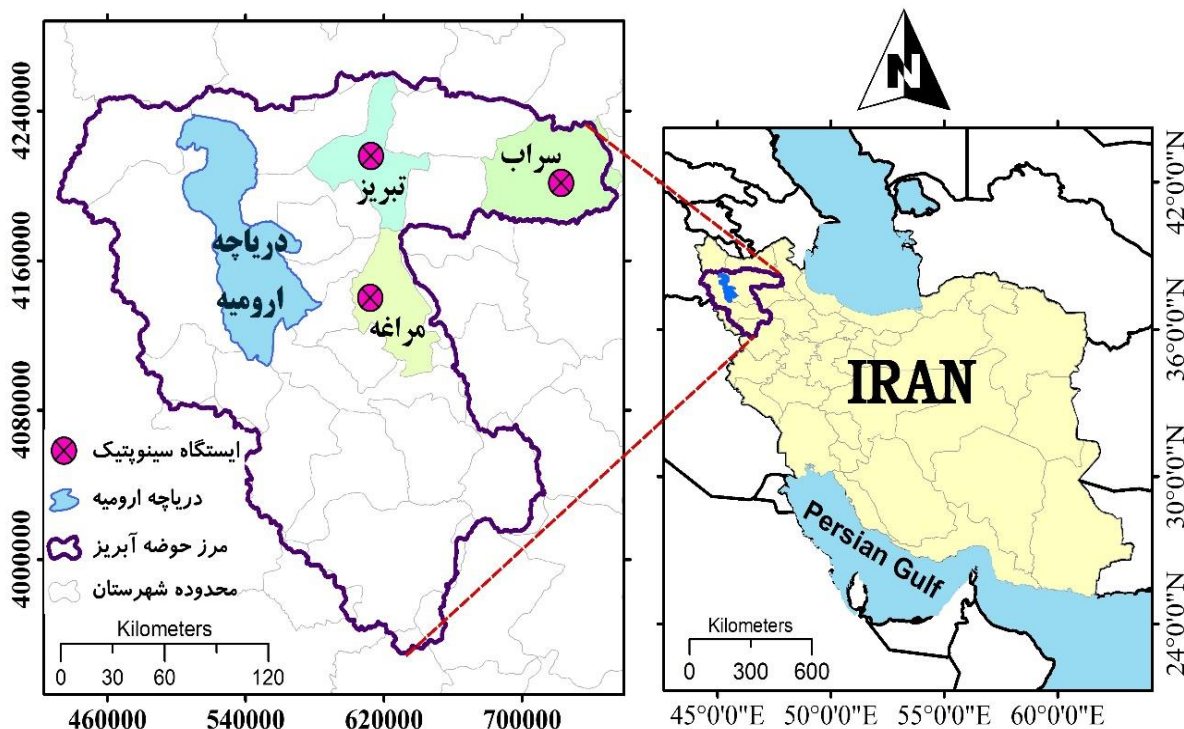 4240000
4160000
4080000
4000000
سراب
تبریز
دریاچه
ارومیه
مراغه
ایستگاه سینوپتیک
دریاچه ارومیه
مرز حوضه آبریز
محدوده شهرستان
Kilometers
0 30 60 120
460000 540000 620000 700000
N
IRAN
Persian Gulf
Kilometers
0 150 300 600
45°0'0"E 50°0'0"E 55°0'0"E 60°0'0"E
42°0'0"N
36°0'0"N
30°0'0"N
24°0'0"N